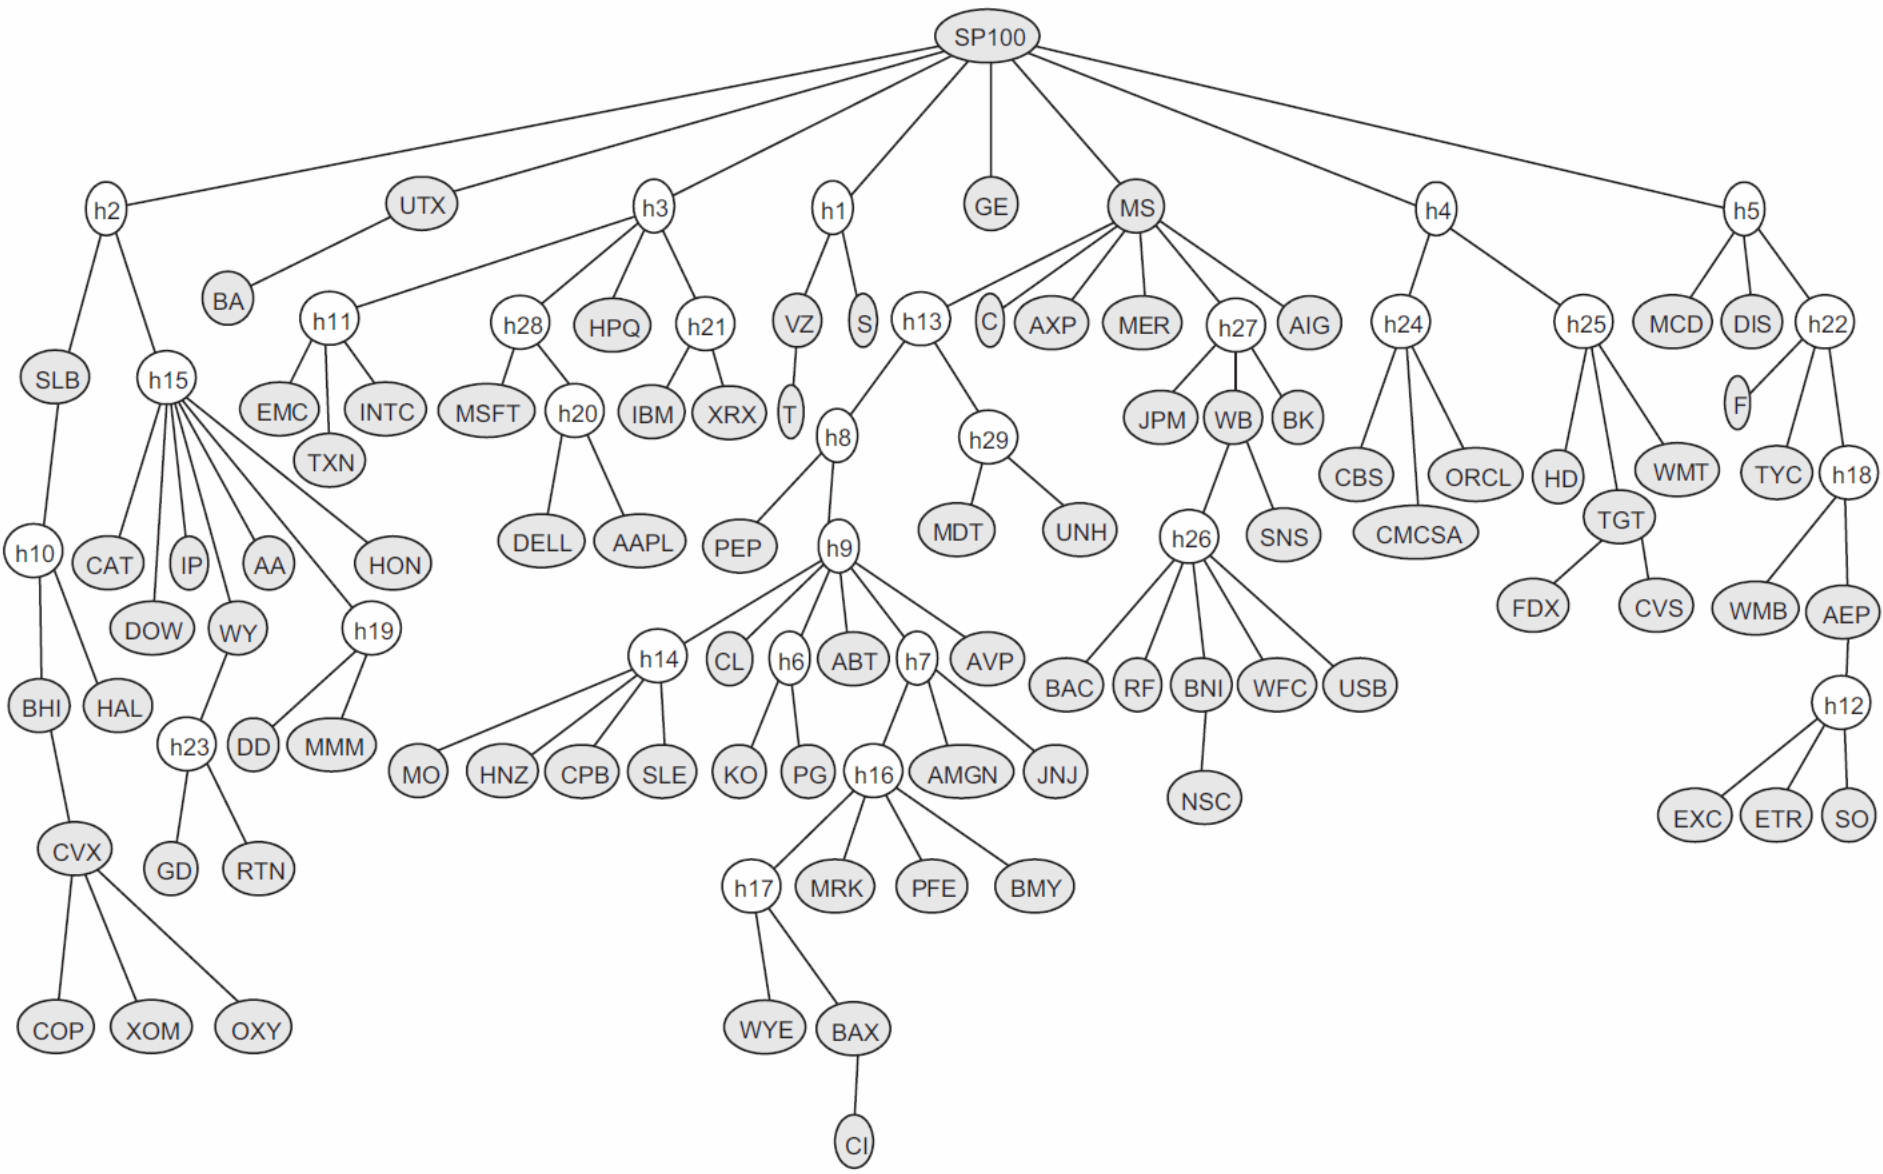 SP100
h2
UTX
h3
h1
GE
MS
h4
h5
BA
h11
h28
HPQ
h21
VZ
S
h13
C
AXP
MER
h27
AIG
h24
h25
MCD
DIS
h22
SLB
h15
EMC
INTC
MSFT
h20
IBM
XRX
T
h8
h29
JPM
WB
BK
F
TXN
CBS
ORCL
HD
WMT
TYC
h18
h10
CAT
IP
AA
HON
DELL
AAPL
PEP
h9
MDT
UNH
h26
SNS
CMCSA
TGT
DOW
WY
h19
FDX
CVS
WMB
AEP
h14
CL
h6
ABT
h7
AVP
BAC
RF
BNI
WFC
USB
BHI
HAL
h12
h23
DD
MMM
MO
HNZ
CPB
SLE
KO
PG
h16
AMGN
JNJ
NSC
EXC
ETR
SO
CVX
GD
RTN
h17
MRK
PFE
BMY
COP
XOM
OXY
WYE
BAX
CI